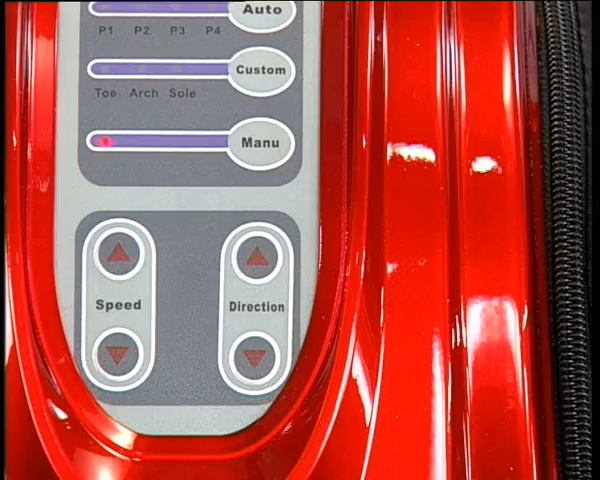 Auto
P1 P2 P3 P4
Custom
Toe Arch Sole
Manu
Speed
Direction